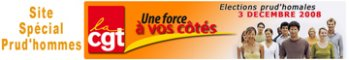 Site
Spécial
Prud'hommes
la
cgt
Une force
à vos côtés
Elections prud'homales
3 DECEMBRE 2008